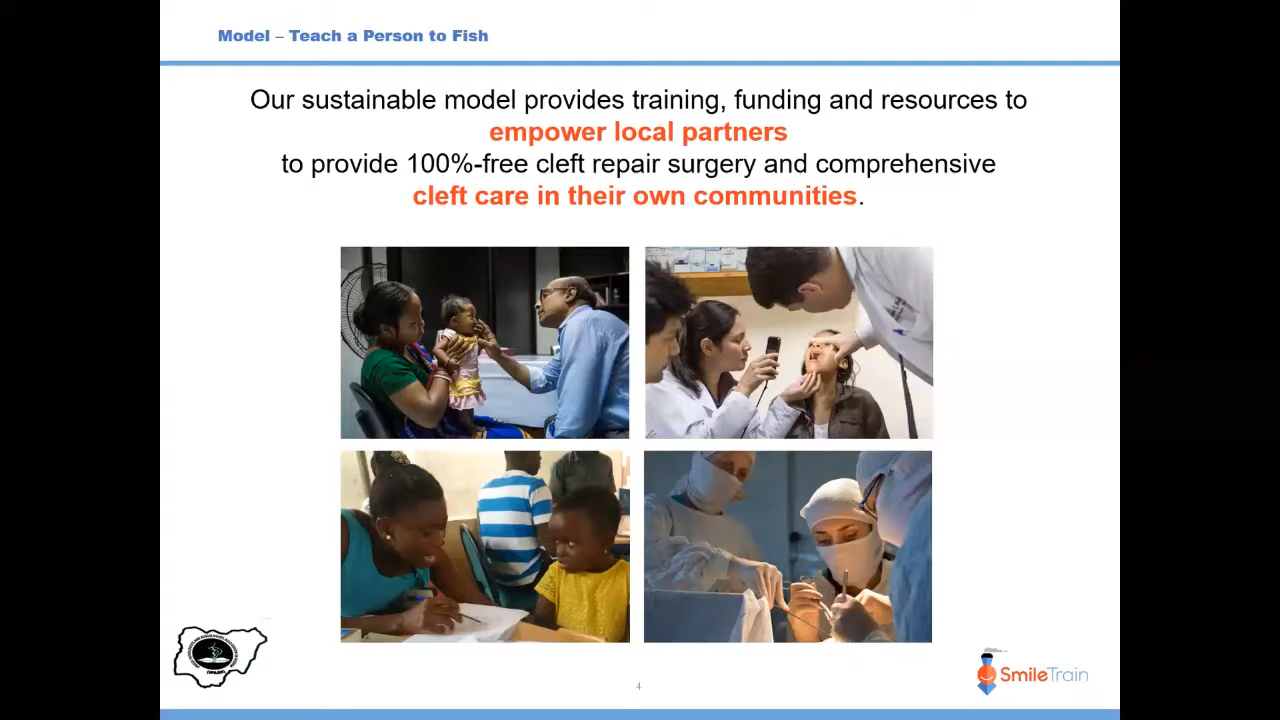 Model – Teach a Person to Fish
Our sustainable model provides training, funding and resources to
empower local partners
to provide 100%-free cleft repair surgery and comprehensive
cleft care in their own communities.
4
SmileTrain